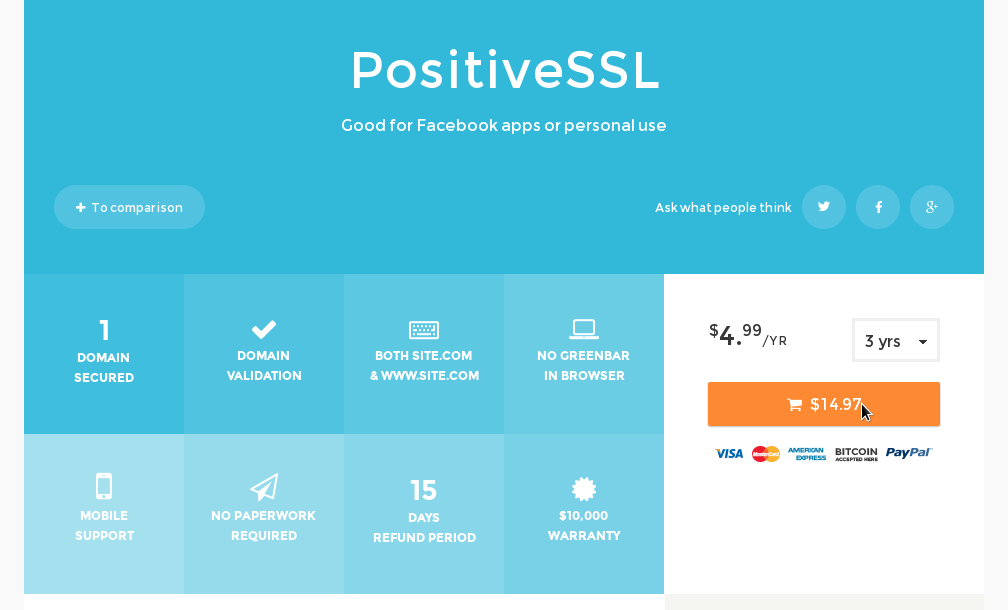 PositiveSSL
Good for Facebook apps or personal use
To comparison
Ask what people think
1
DOMAIN
SECURED
DOMAIN
VALIDATION
BOTH SITE.COM
& WWW.SITE.COM
NO GREENBAR
IN BROWSER
$4.99/YR
3 yrs
$14.97
VISA
MasterCard
AMERICAN
EXPRESS
BITCOIN
ACCEPTED HERE
PayPal
MOBILE
SUPPORT
NO PAPERWORK
REQUIRED
15
DAYS
REFUND PERIOD
$10,000
WARRANTY